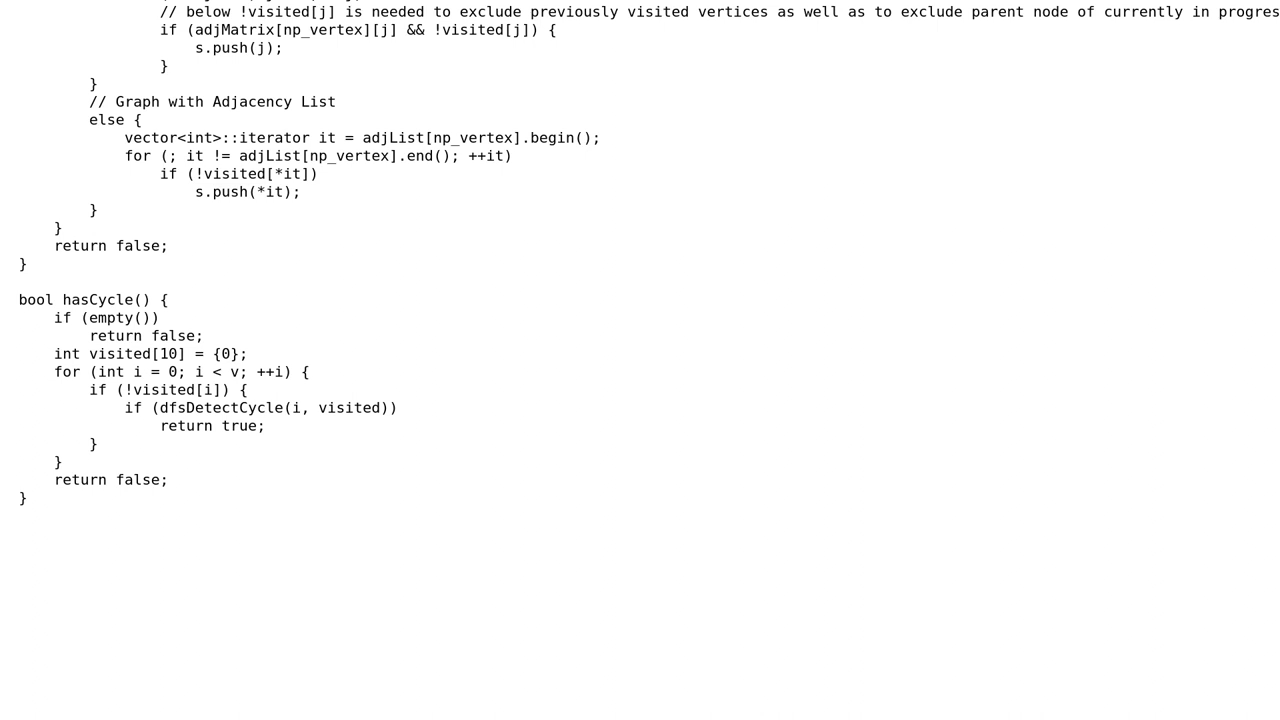 // below !visited[j] is needed to exclude previously visited vertices as well as to exclude parent node of currently in progres
if (adjMatrix[np_vertex][j] && !visited[j]) {
s.push(j);
}
}
// Graph with Adjacency List
else {
vector<int>::iterator it = adjList[np_vertex].begin();
for (; it != adjList[np_vertex].end(); ++it)
if (!visited[*it])
s.push(*it);
}
}
return false;
}
bool hasCycle() {
if (empty())
return false;
int visited[10] = {0};
for (int i = 0; i < v; ++i) {
if (!visited[i]) {
if (dfsDetectCycle(i, visited))
return true;
}
}
return false;
}